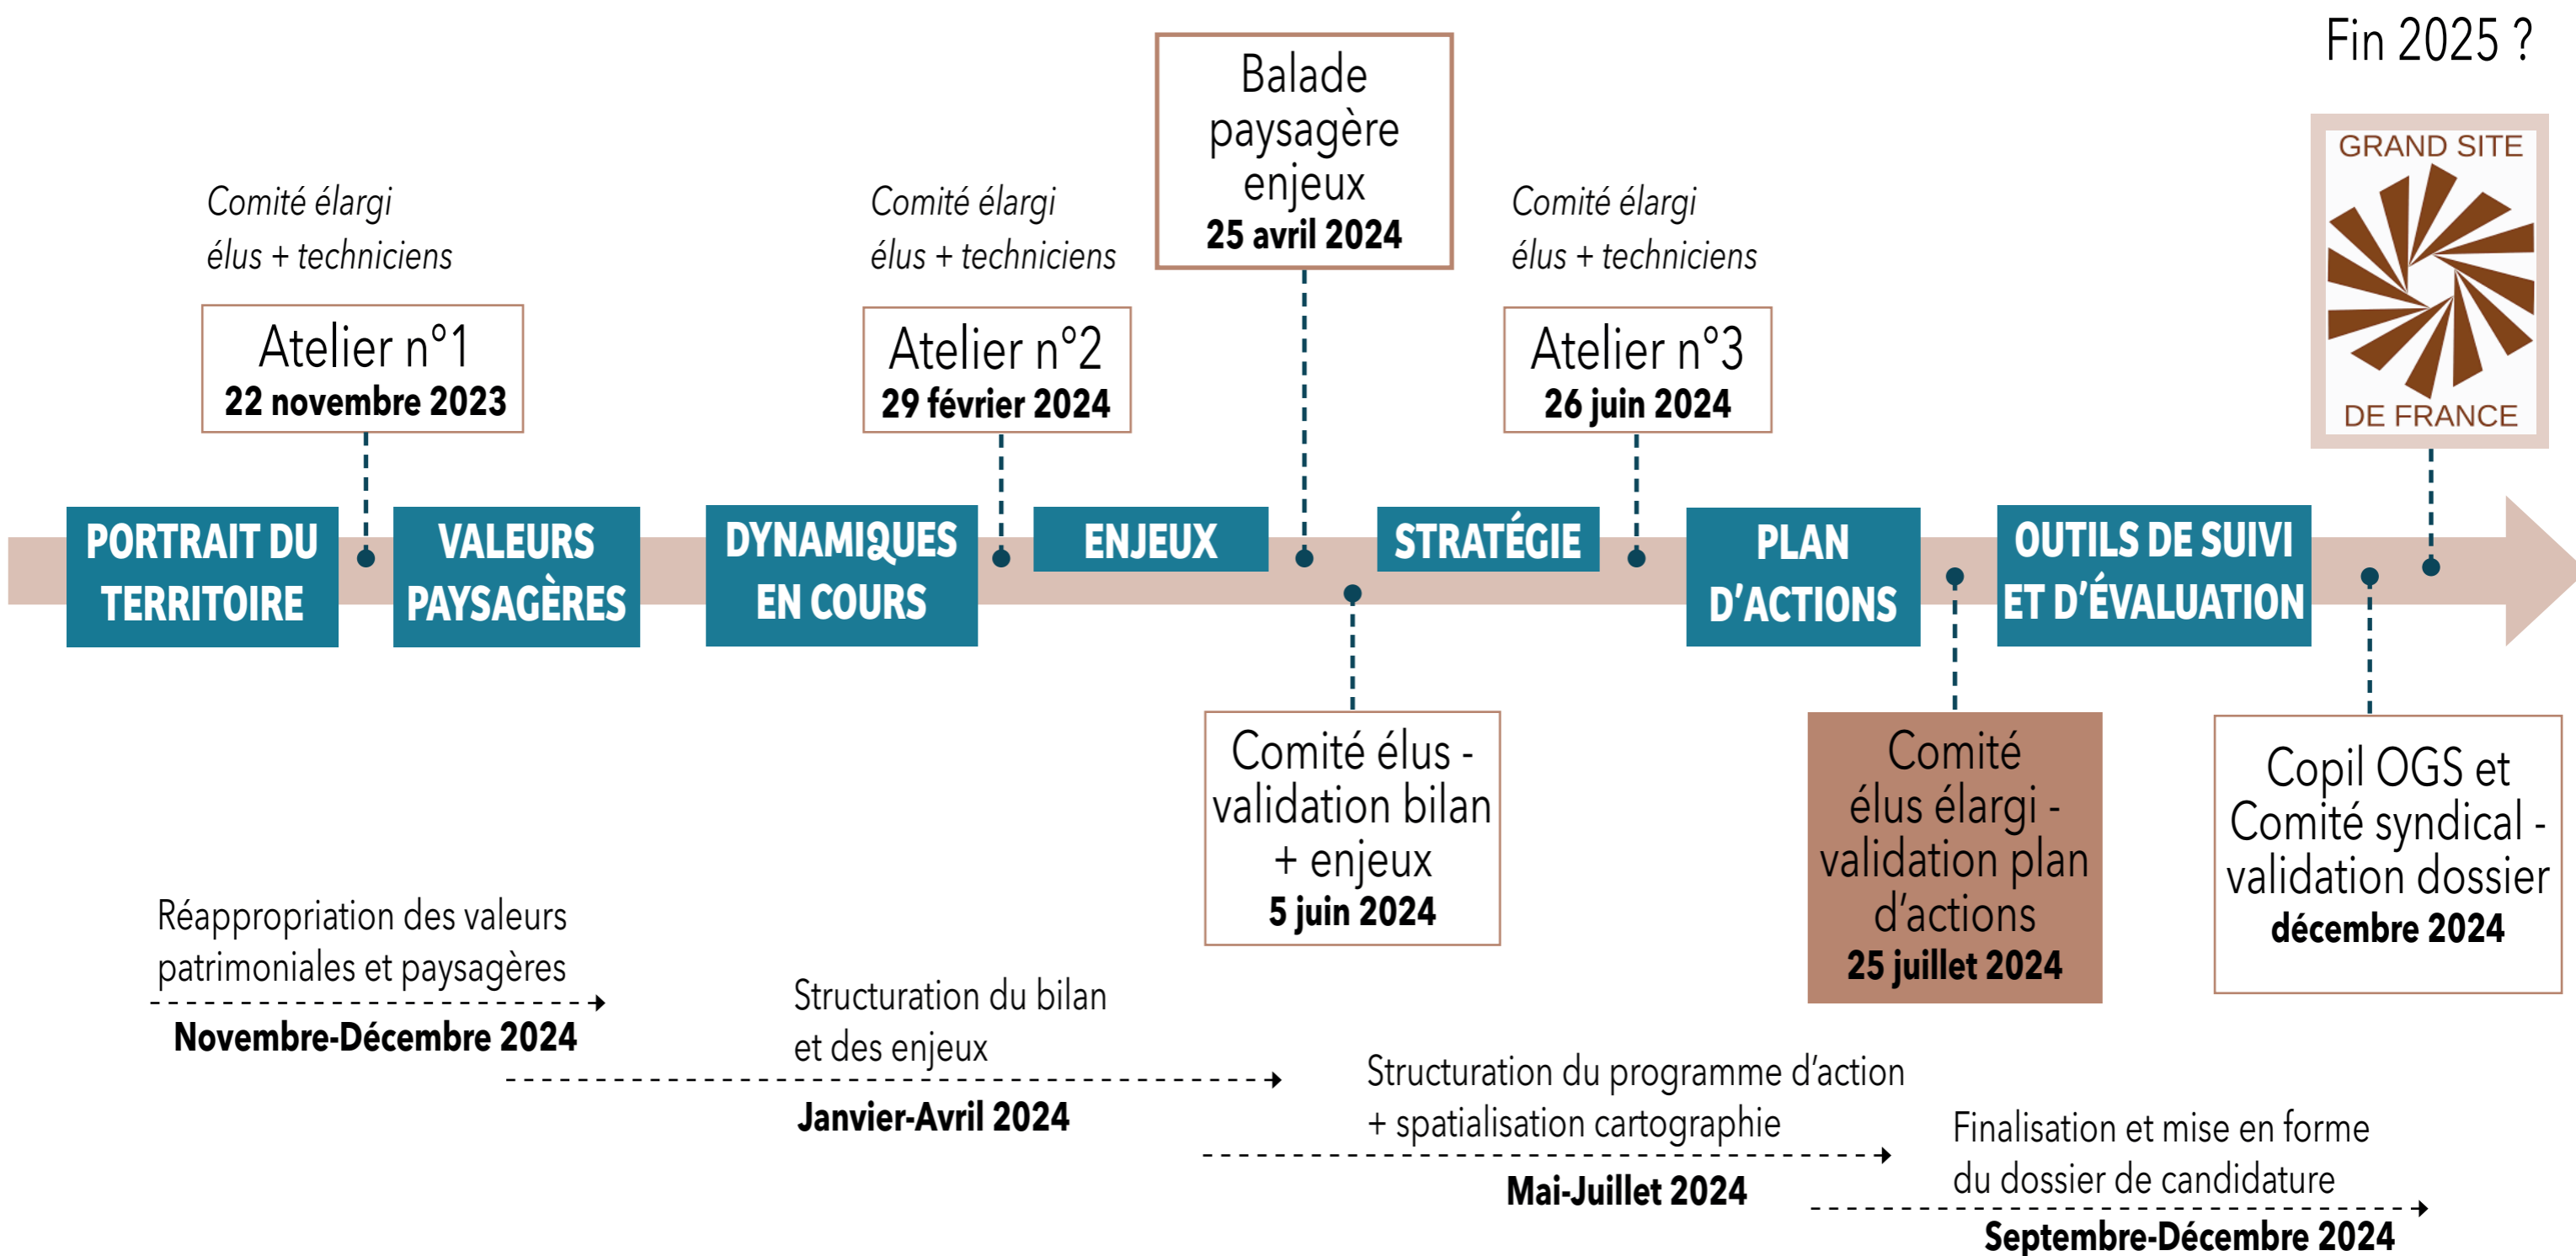 Fin 2025 ?
GRAND SITE
DE FRANCE
Balade
paysagère
enjeux
25 avril 2024
Comité élargi
élus + techniciens
Atelier n°1
22 novembre 2023
Comité élargi
élus + techniciens
Atelier n°2
29 février 2024
Comité élargi
élus + techniciens
Atelier n°3
26 juin 2024
PORTRAIT DU
TERRITOIRE
VALEURS
PAYSAGÈRES
DYNAMIQUES
EN COURS
ENJEUX
STRATÉGIE
PLAN
D’ACTIONS
OUTILS DE SUIVI
ET D’ÉVALUATION
Comité élus -
validation bilan
+ enjeux
5 juin 2024
Comité
élus élargi -
validation plan
d’actions
25 juillet 2024
Copil OGS et
Comité syndical -
validation dossier
décembre 2024
Réappropriation des valeurs
patrimoniales et paysagères
Novembre-Décembre 2024
Structuration du bilan
et des enjeux
Janvier-Avril 2024
Structuration du programme d’action
+ spatialisation cartographie
Mai-Juillet 2024
Finalisation et mise en forme
du dossier de candidature
Septembre-Décembre 2024